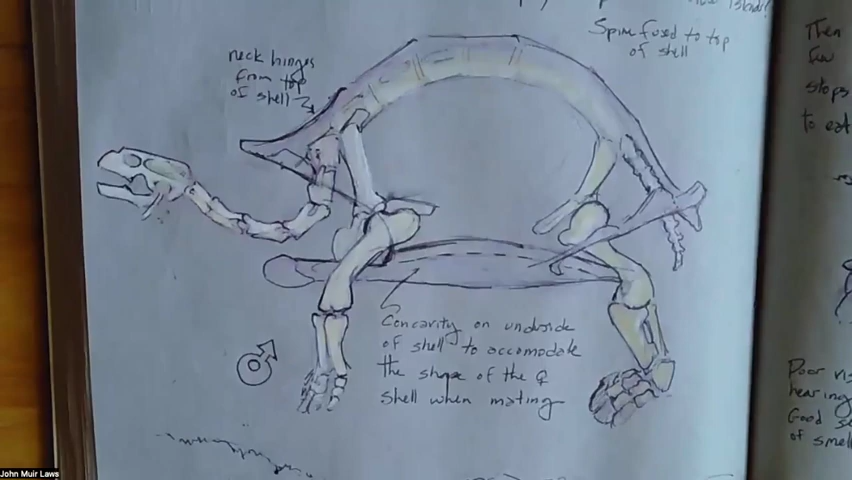 Spine fused to top
of shell
neck hinges
from top
of shell
Concavity on underside
of shell to accomodate
the shape of the ♀
shell when mating
♂
Then
few
stops
to eat
Poor
hearing
Good
of smell
John Muir Laws